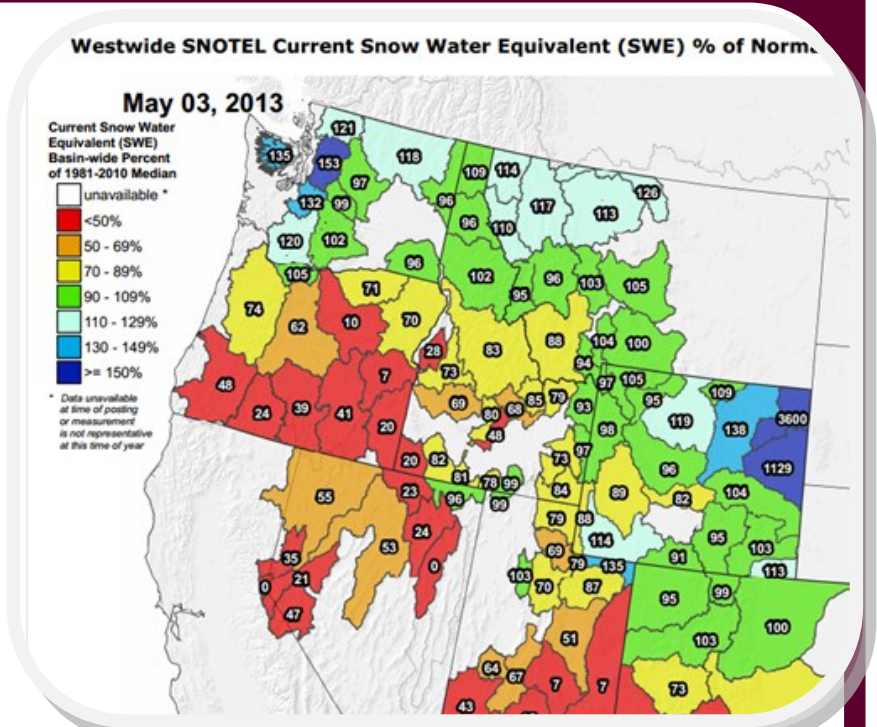 Westwide SNOTEL Current Snow Water Equivalent (SWE) % of Norm
May 03, 2013
Current Snow Water
Equivalent (SWE)
Basin-wide Percent
of 1981-2010 Median
unavailable *
<50%
50 - 69%
70 - 89%
90 - 109%
110 - 129%
130 - 149%
>= 150%
* Data unavailable
at time of posting
or measurement
is not representative
at this time of year
121
135 153 118 109 114
97 126
132 99 96 117 113
120 102 96 110
105 96 102 95 96 103 105
74 71
62 10 70 83 88 104 100
28 94
48 7 73 97 105 109
24 39 41 69 80 68 85 79 93 95 119 138 3600
20 48 98
20 82 73 97 96 1129
55 23 81 78 99 84 89 82 104
96 99
24 79 88 114 95
35 53 69 91 103
0 21 0 103 79 135 113
47 70 87 95 99
51 103 100
64 67 7 7 73
43